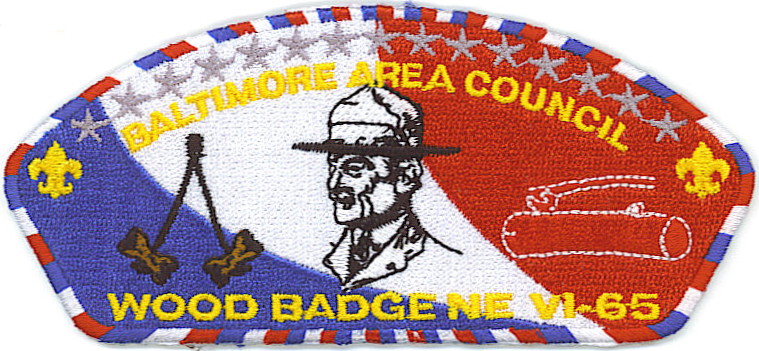 BALTIMORE AREA COUNCIL
WOOD BADGE NE VI-65